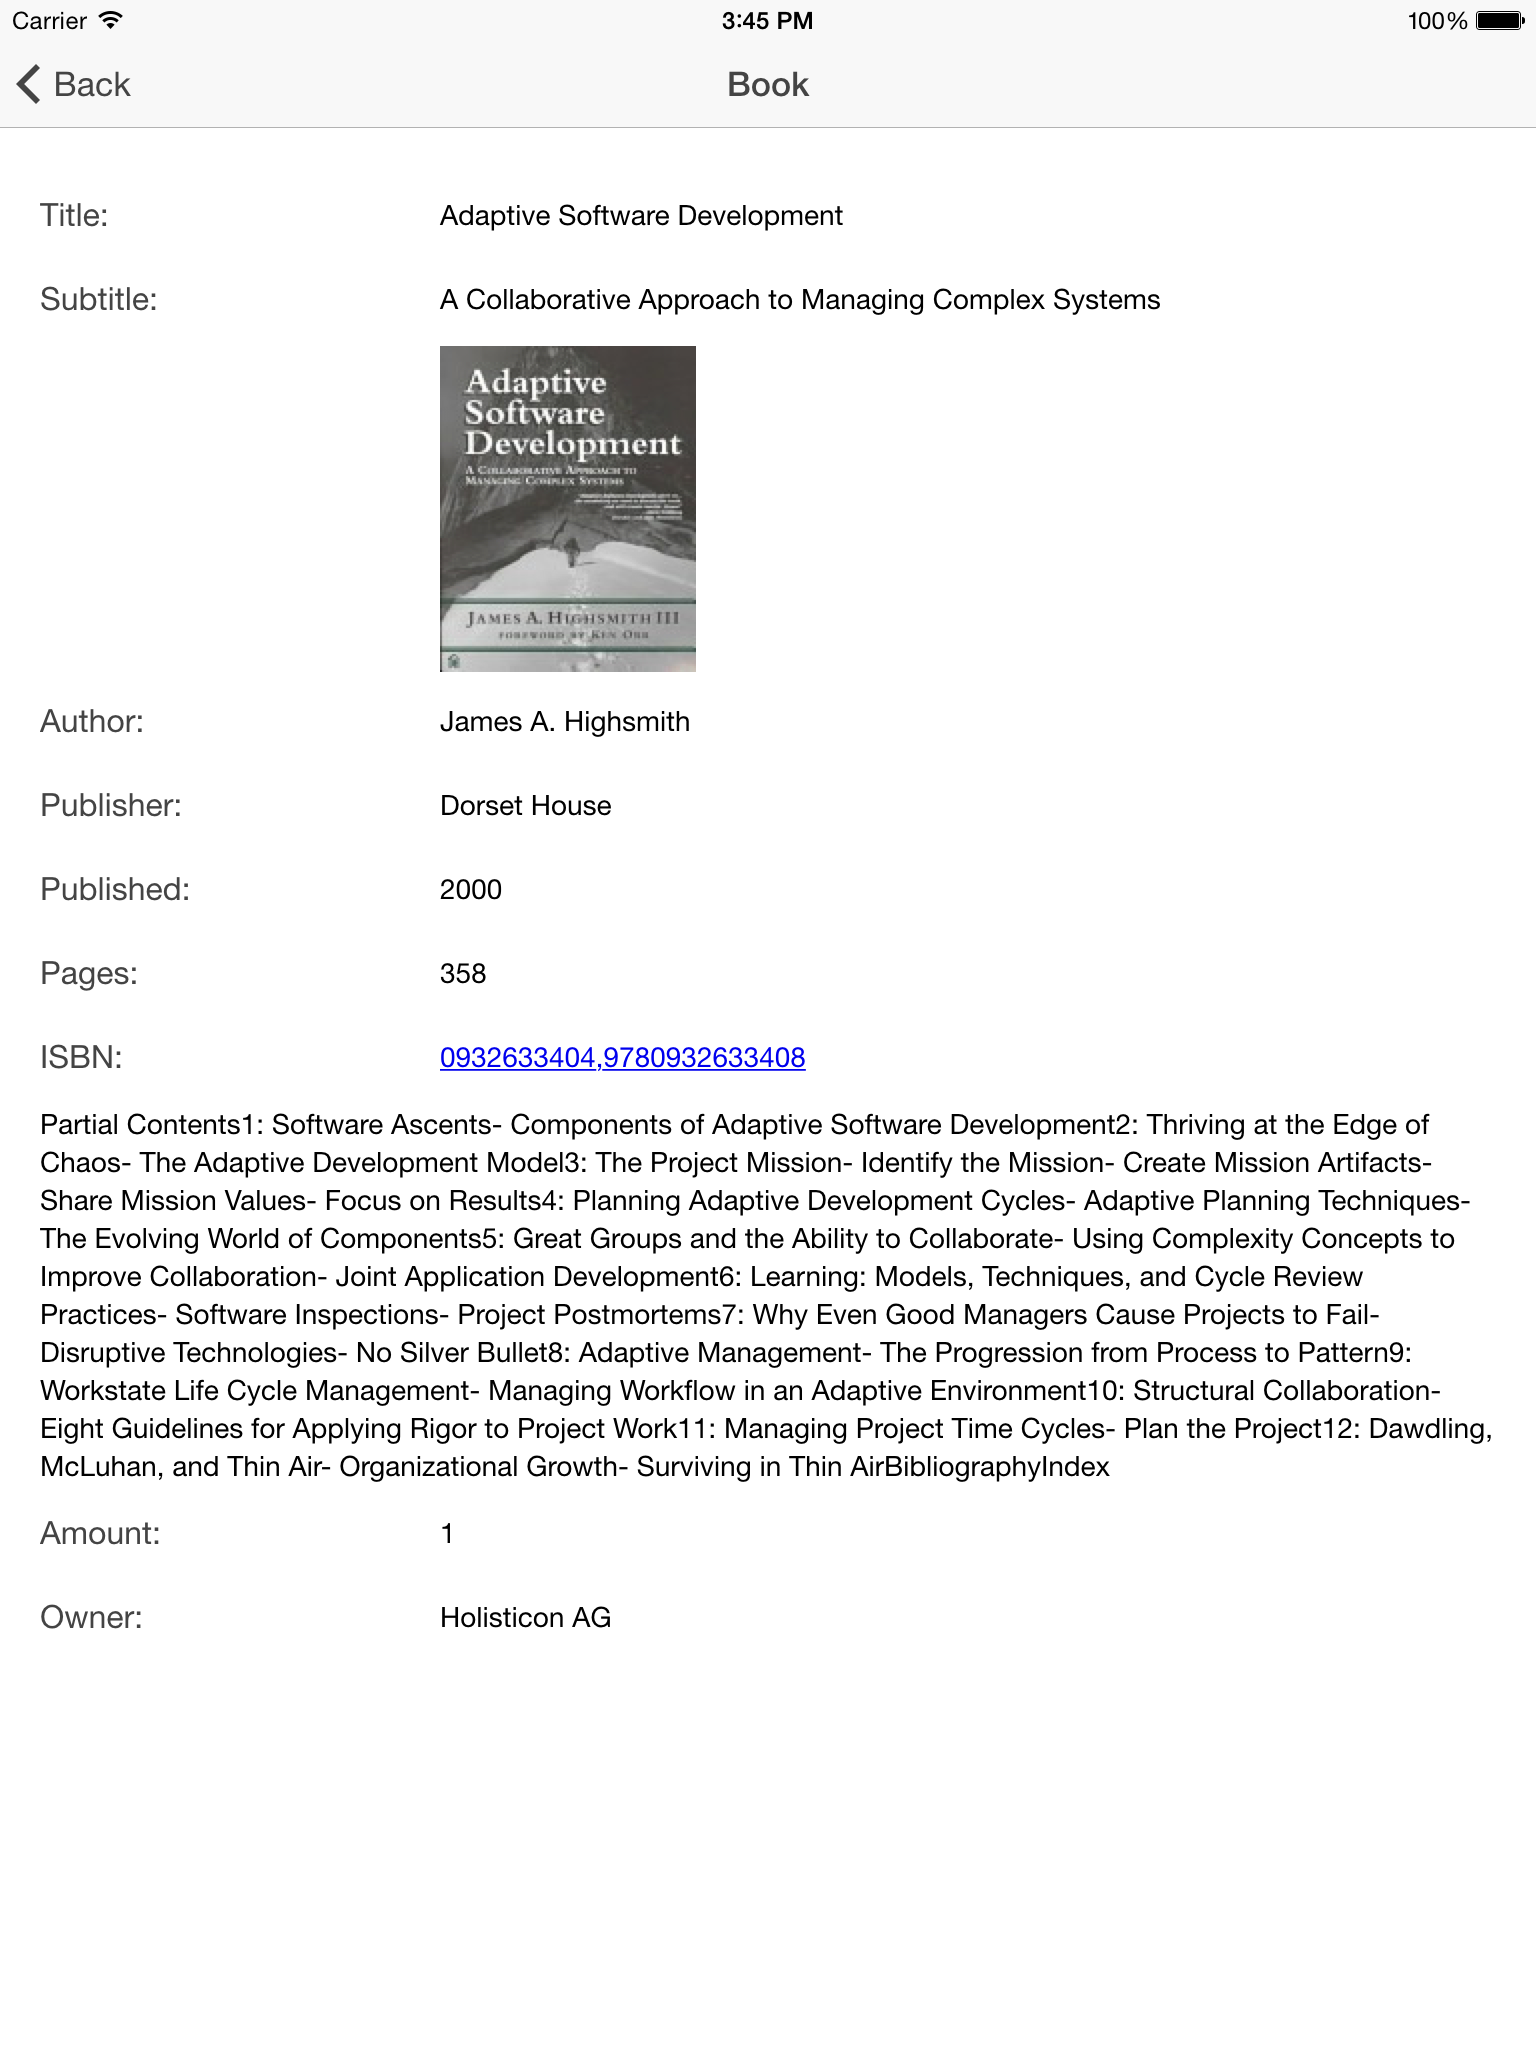 Carrier 3:45 PM 100%
Back Book
Title: Adaptive Software Development
Subtitle: A Collaborative Approach to Managing Complex Systems
Adaptive
Software
Development
A Collaborative Approach to
Managing Complex Systems
James A. Highsmith III
Foreword by Ken Orr
Author: James A. Highsmith
Publisher: Dorset House
Published: 2000
Pages: 358
ISBN: 0932633404,9780932633408
Partial Contents1: Software Ascents- Components of Adaptive Software Development2: Thriving at the Edge of
Chaos- The Adaptive Development Model3: The Project Mission- Identify the Mission- Create Mission Artifacts-
Share Mission Values- Focus on Results4: Planning Adaptive Development Cycles- Adaptive Planning Techniques-
The Evolving World of Components5: Great Groups and the Ability to Collaborate- Using Complexity Concepts to
Improve Collaboration- Joint Application Development6: Learning: Models, Techniques, and Cycle Review
Practices- Software Inspections- Project Postmortems7: Why Even Good Managers Cause Projects to Fail-
Disruptive Technologies- No Silver Bullet8: Adaptive Management- The Progression from Process to Pattern9:
Workstate Life Cycle Management- Managing Workflow in an Adaptive Environment10: Structural Collaboration-
Eight Guidelines for Applying Rigor to Project Work11: Managing Project Time Cycles- Plan the Project12: Dawdling,
McLuhan, and Thin Air- Organizational Growth- Surviving in Thin AirBibliographyIndex
Amount: 1
Owner: Holisticon AG